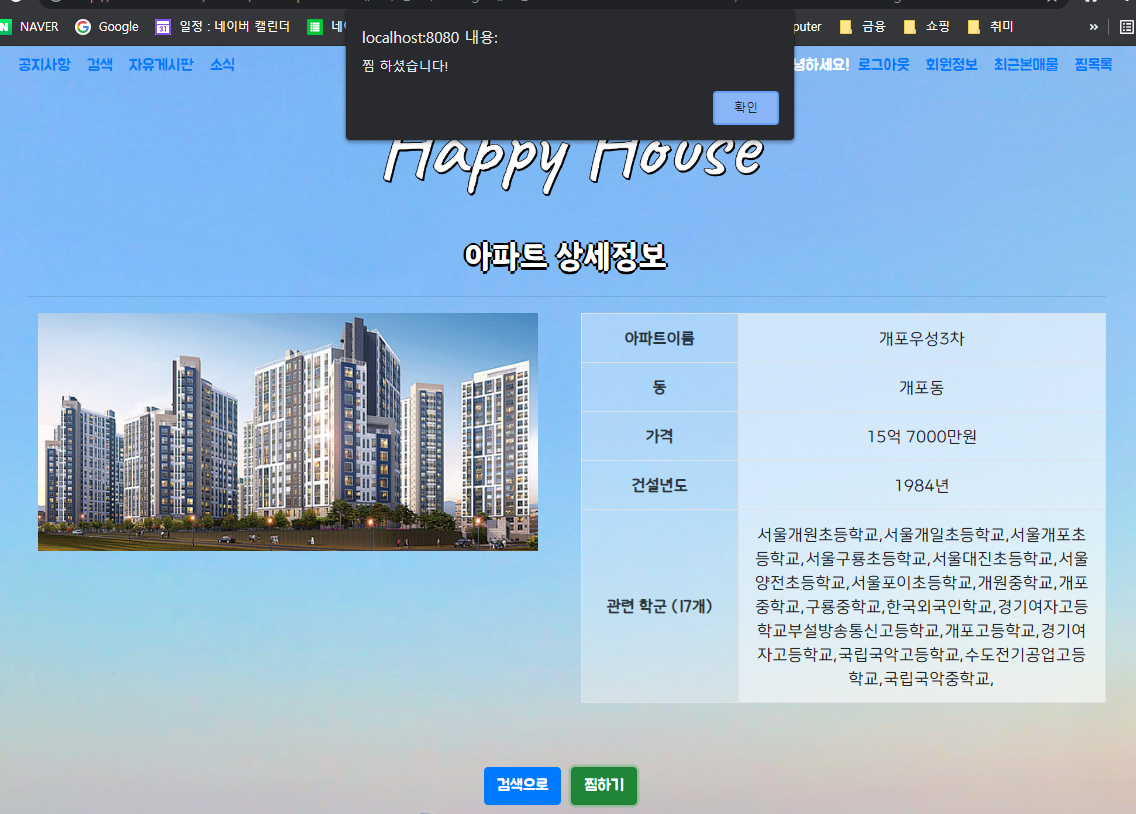 NAVER
Google
31
일정 : 네이버 캘린더
네이
puter
금융
쇼핑
취미
»
localhost:8080 내용:
찜 하셨습니다!
확인
공지사항
검색
자유게시판
소식
녕하세요!
로그아웃
회원정보
최근본매물
찜목록
Happy House
아파트 상세정보
아파트이름
개포우성3차
동
개포동
가격
15억 7000만원
건설년도
1984년
관련 학군 (17개)
서울개원초등학교,서울개일초등학교,서울개포초
등학교,서울구룡초등학교,서울대진초등학교,서울
양전초등학교,서울포이초등학교,개원중학교,개포
중학교,구룡중학교,한국외국인학교,경기여자고등
학교부설방송통신고등학교,개포고등학교,경기여
자고등학교,국립국악고등학교,수도전기공업고등
학교,국립국악중학교,
검색으로
찜하기